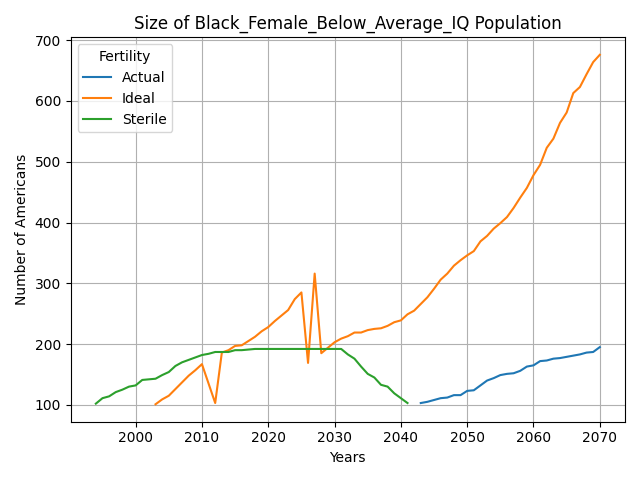 Size of Black_Female_Below_Average_IQ Population
Fertility
Actual
Ideal
Sterile
Number of Americans
700
600
500
400
300
200
100
2000 2010 2020 2030 2040 2050 2060 2070
Years